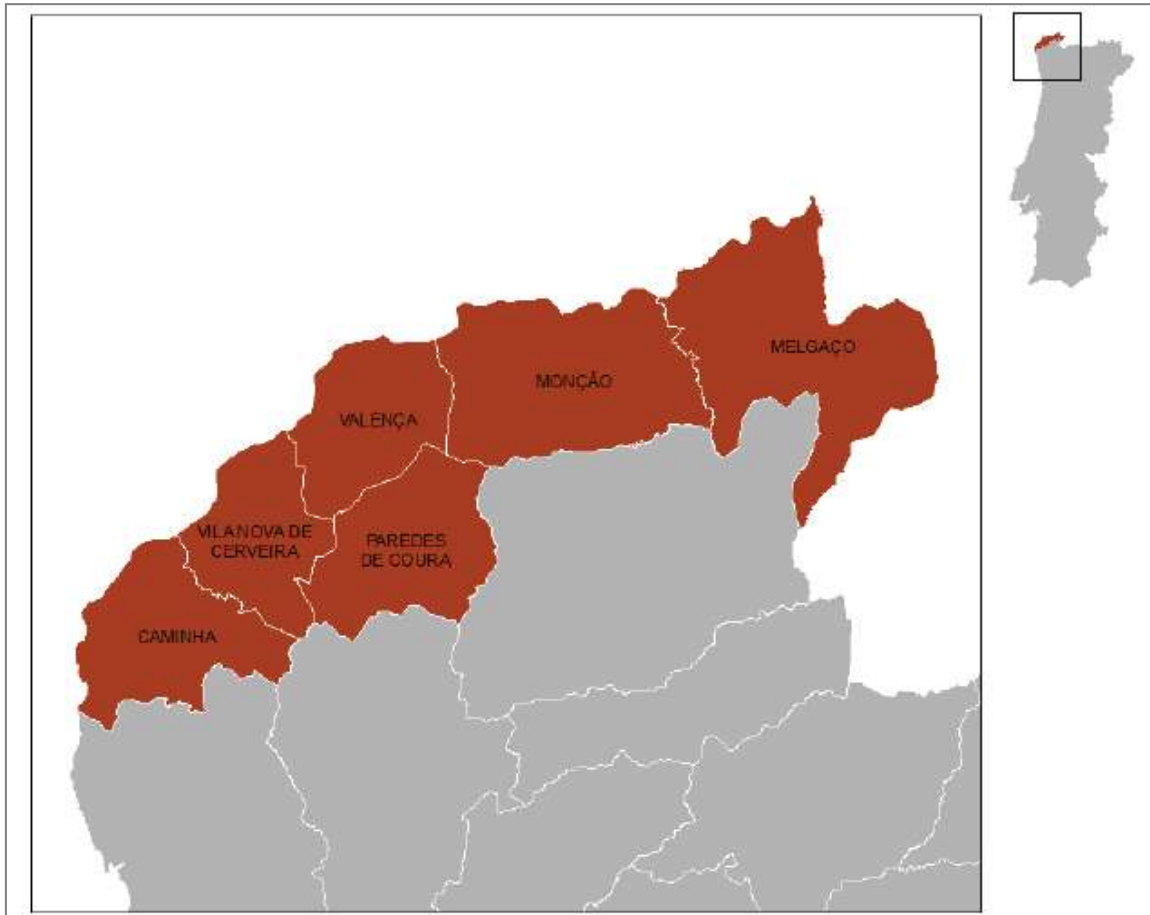 MELGAÇO
MONÇÃO
VALENÇA
VILA NOVA DE
CERVEIRA
PAREDES
DE COURA
CAMINHA